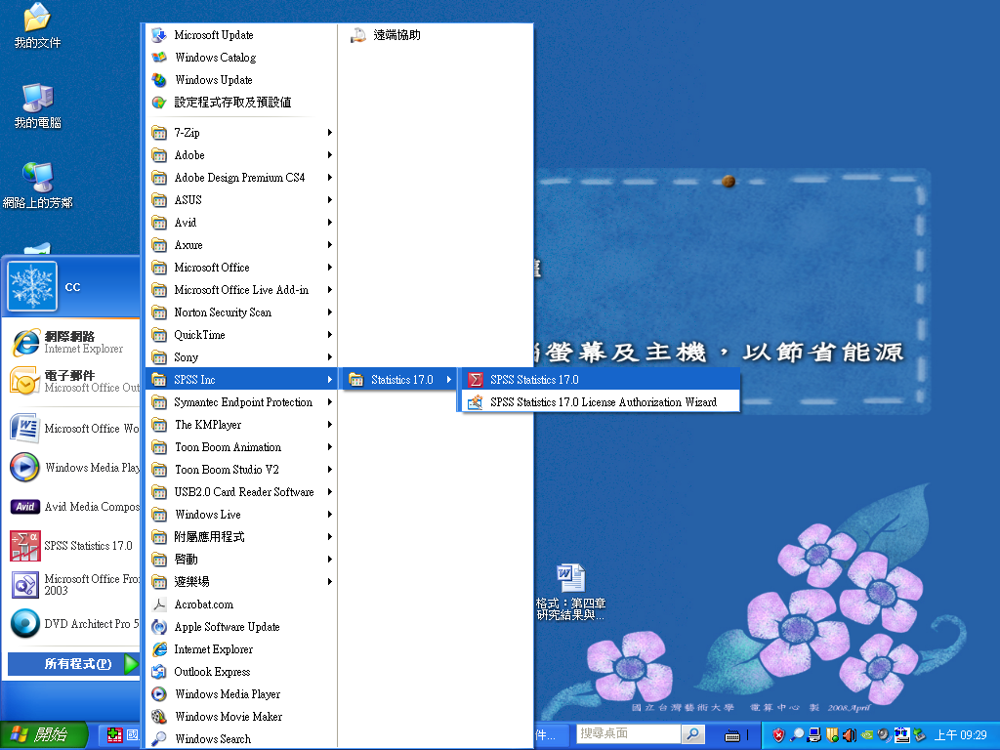 我的文件
我的電腦
網路上的芳鄰
CC
網際網路
Internet Explorer
電子郵件
Microsoft Office Out
Microsoft Office Wo
Windows Media Play
Avid Avid Media Compos
SPSS Statistics 17.0
Microsoft Office Fro
2003
DVD Architect Pro 5
所有程式(P)
Microsoft Update
Windows Catalog
Windows Update
設定程式存取及預設值
7-Zip
Adobe
Adobe Design Premium CS4
ASUS
Avid
Axure
Microsoft Office
Microsoft Office Live Add-in
Norton Security Scan
QuickTime
Sony
SPSS Inc
Symantec Endpoint Protection
The KMPlayer
Toon Boom Animation
Toon Boom Studio V2
USB2.0 Card Reader Software
Windows Live
附屬應用程式
啟動
遊樂場
Acrobat.com
Apple Software Update
Internet Explorer
Outlook Express
Windows Media Player
Windows Movie Maker
Windows Search
遠端協助
Statistics 17.0
SPSS Statistics 17.0
SPSS Statistics 17.0 License Authorization Wizard
螢幕及主機，以節省能源
格式：第四章
研究結果與...
國立台灣藝術大學 電算中心 製 2008.April
開始
國
件...
搜尋桌面
上午 09:29